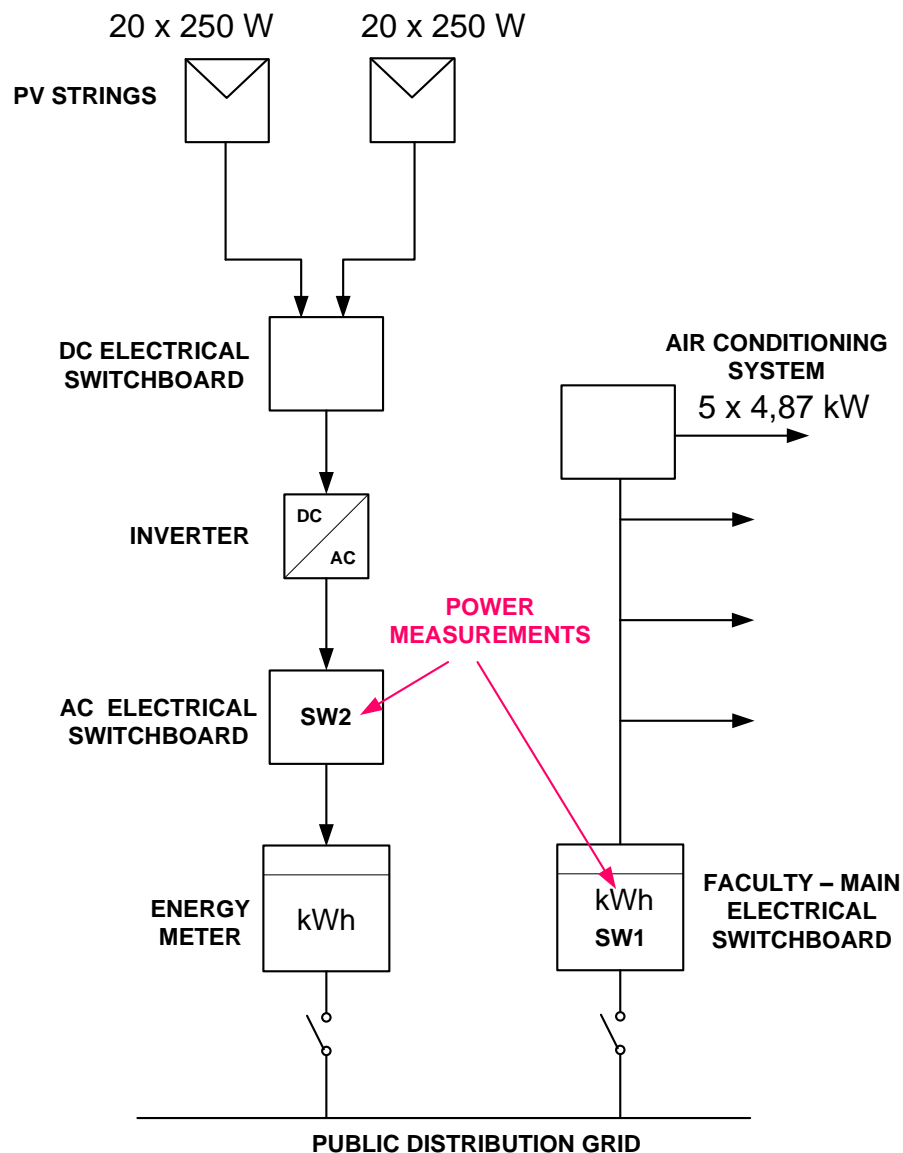 20 x 250 W
20 x 250 W
PV STRINGS
DC ELECTRICAL
SWITCHBOARD
AIR CONDITIONING
SYSTEM
5 x 4,87 kW
INVERTER
DC
AC
POWER
MEASUREMENTS
AC ELECTRICAL
SWITCHBOARD
SW2
ENERGY
METER
kWh
kWh
SW1
FACULTY – MAIN
ELECTRICAL
SWITCHBOARD
PUBLIC DISTRIBUTION GRID